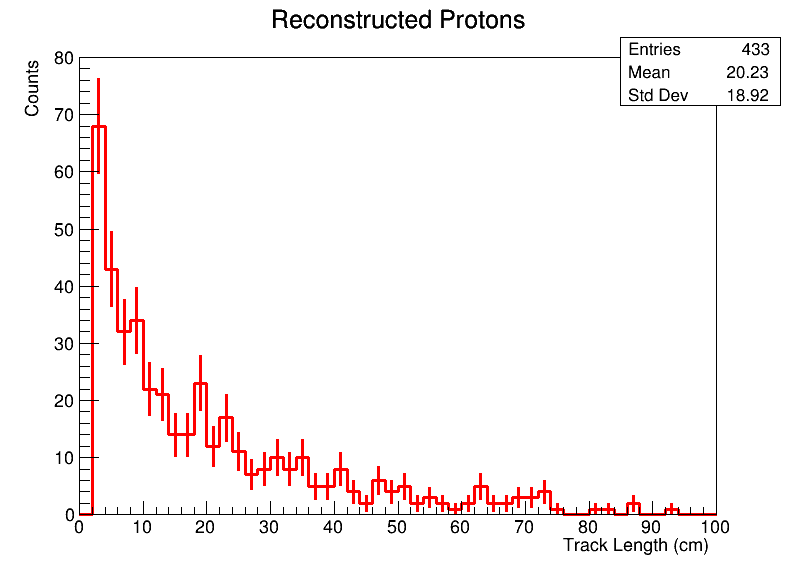 Reconstructed Protons
Entries 433
Mean 20.23
Std Dev 18.92
Counts
80
70
60
50
40
30
20
10
0
0 10 20 30 40 50 60 70 80 90 100
Track Length (cm)